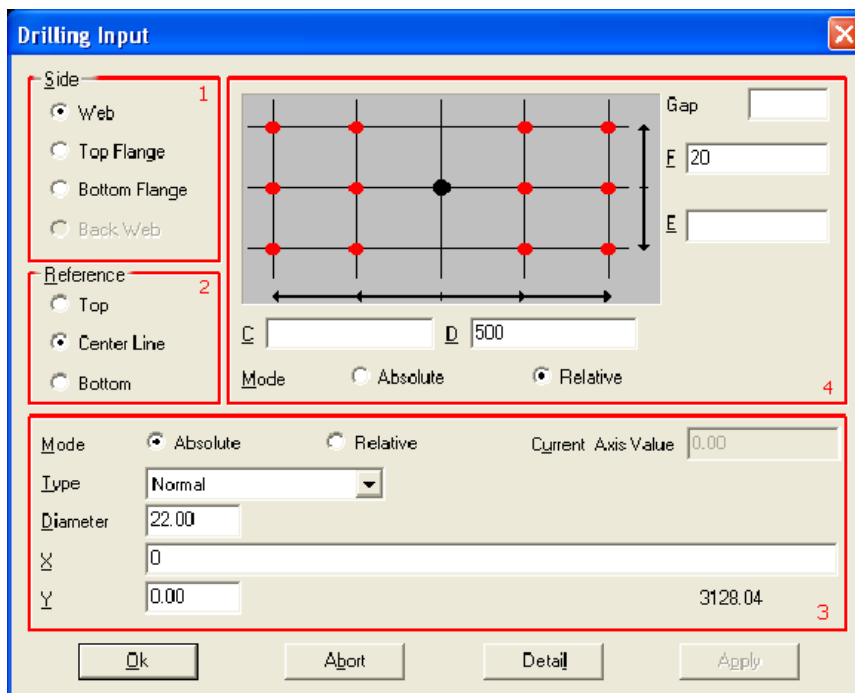 Drilling Input
Side
1
Web
Top Flange
Bottom Flange
Back Web
Reference
2
Top
Center Line
Bottom
Gap
F 20
E
C
D 500
Mode Absolute Relative
4
Mode Absolute Relative Current Axis Value 0.00
Type Normal
Diameter 22.00
X 0
Y 0.00 3128.04
3
Ok Abort Detail Apply